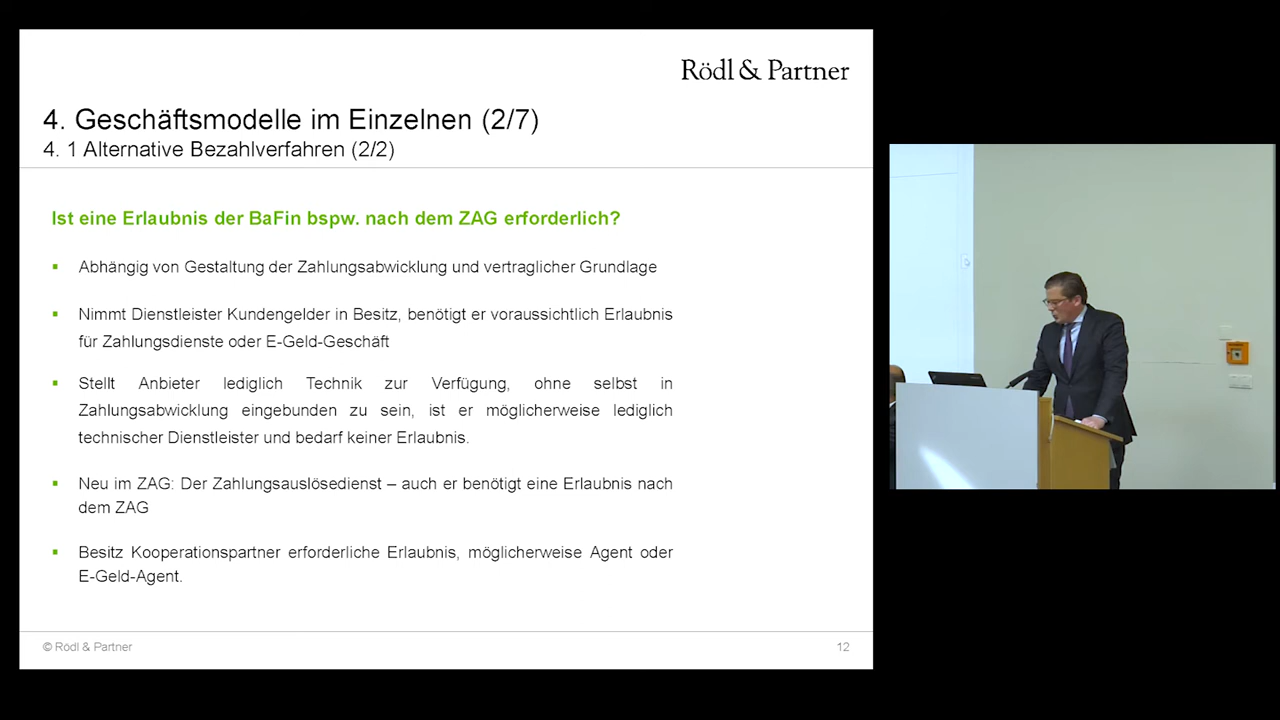 Rödl & Partner
4. Geschäftsmodelle im Einzelnen (2/7)
4. 1 Alternative Bezahlverfahren (2/2)
Ist eine Erlaubnis der BaFin bspw. nach dem ZAG erforderlich?
Abhängig von Gestaltung der Zahlungsabwicklung und vertraglicher Grundlage
Nimmt Dienstleister Kundengelder in Besitz, benötigt er voraussichtlich Erlaubnis
für Zahlungsdienste oder E-Geld-Geschäft
Stellt Anbieter lediglich Technik zur Verfügung, ohne selbst in
Zahlungsabwicklung eingebunden zu sein, ist er möglicherweise lediglich
technischer Dienstleister und bedarf keiner Erlaubnis.
Neu im ZAG: Der Zahlungsauslösedienst – auch er benötigt eine Erlaubnis nach
dem ZAG
Besitz Kooperationspartner erforderliche Erlaubnis, möglicherweise Agent oder
E-Geld-Agent.
© Rödl & Partner
12